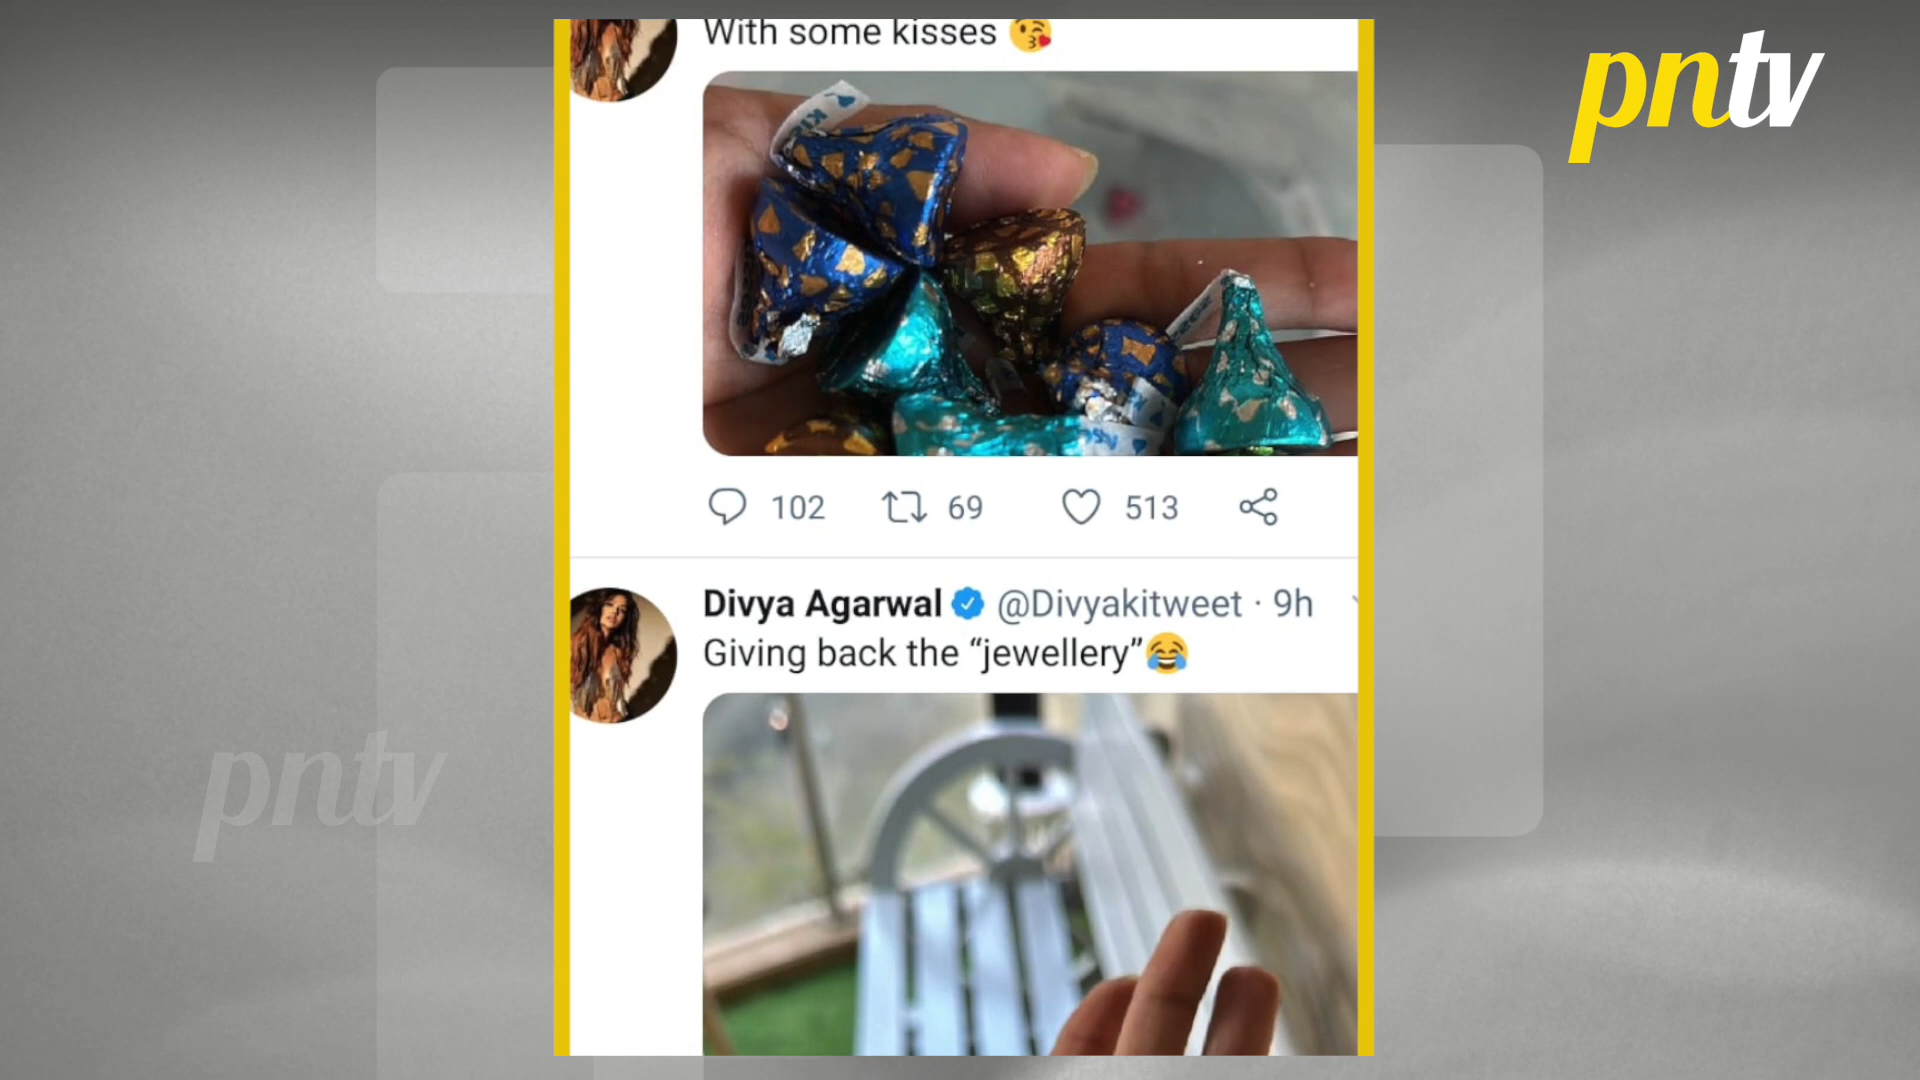 With some kisses 😘
pntv
102 69 513
Divya Agarwal @Divyakitweet · 9h
Giving back the “jewellery”😂
pntv